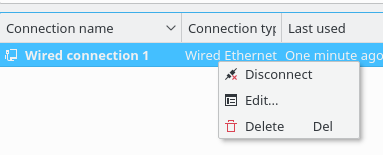 Connection name Connection typ Last used
Wired connection 1 Wired Ethernet One minute ago
Disconnect
Edit...
Delete Del